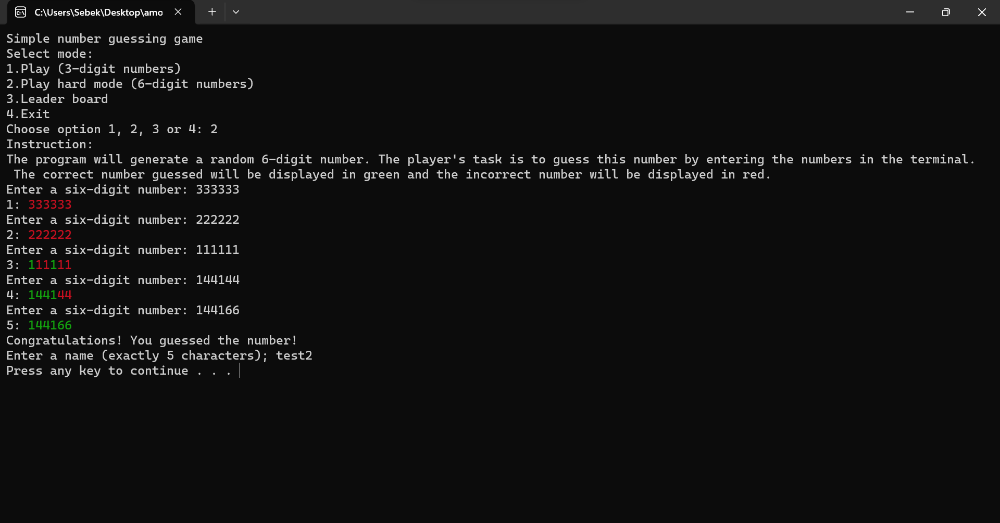 C:\Users\Sebek\Desktop\amo
Simple number guessing game
Select mode:
1.Play (3-digit numbers)
2.Play hard mode (6-digit numbers)
3.Leader board
4.Exit
Choose option 1, 2, 3 or 4: 2
Instruction:
The program will generate a random 6-digit number. The player's task is to guess this number by entering the numbers in the terminal.
 The correct number guessed will be displayed in green and the incorrect number will be displayed in red.
Enter a six-digit number: 333333
1: 333333
Enter a six-digit number: 222222
2: 222222
Enter a six-digit number: 111111
3: 111111
Enter a six-digit number: 144144
4: 144144
Enter a six-digit number: 144166
5: 144166
Congratulations! You guessed the number!
Enter a name (exactly 5 characters); test2
Press any key to continue . . .